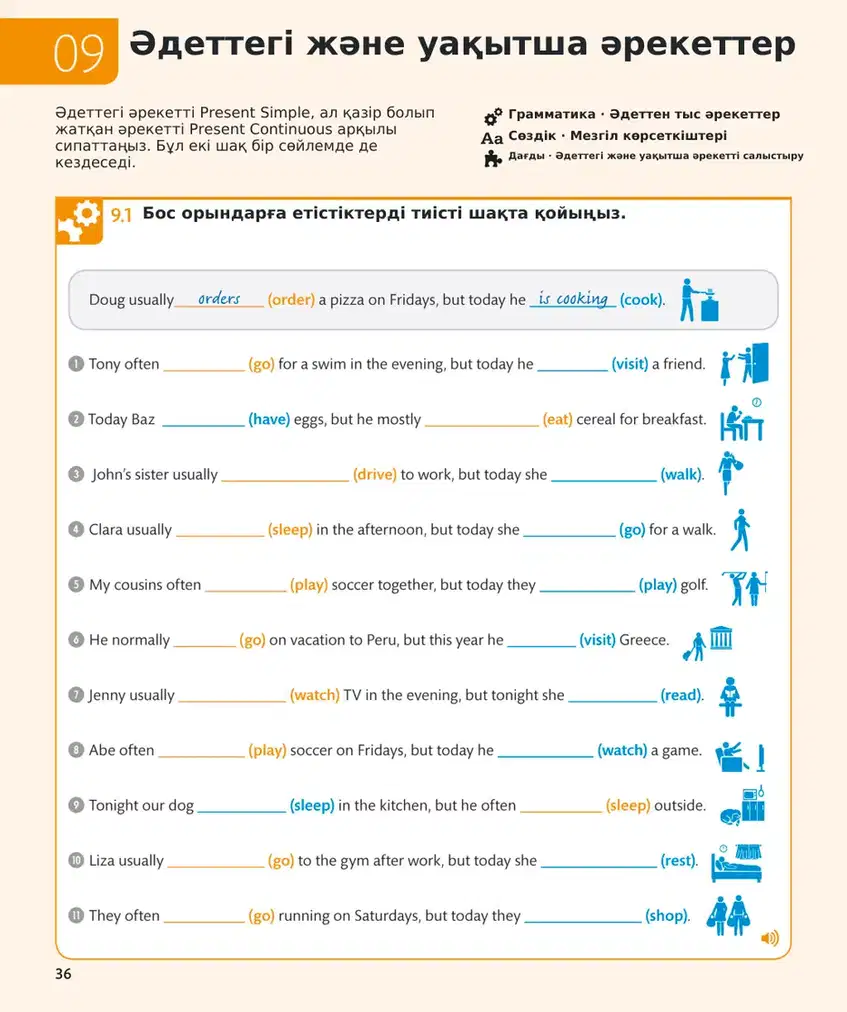 09
Әдеттегі және уақытша әрекеттер
Әдеттегі әрекетті Present Simple, ал қазір болып
жатқан әрекетті Present Continuous арқылы
сипаттаңыз. Бұл екі шақ бір сөйлемде де
кездеседі.
Грамматика · Әдеттен тыс әрекеттер
Aa Сөздік · Мезгіл көрсеткіштері
Дағды · Әдеттегі және уақытша әрекетті салыстыру
9.1 Бос орындарға етістіктерді тиісті шақта қойыңыз.
Doug usually orders (order) a pizza on Fridays, but today he is cooking (cook).
1 Tony often __________ (go) for a swim in the evening, but today he __________ (visit) a friend.
2 Today Baz __________ (have) eggs, but he mostly __________ (eat) cereal for breakfast.
3 John's sister usually __________ (drive) to work, but today she __________ (walk).
4 Clara usually __________ (sleep) in the afternoon, but today she __________ (go) for a walk.
5 My cousins often __________ (play) soccer together, but today they __________ (play) golf.
6 He normally __________ (go) on vacation to Peru, but this year he __________ (visit) Greece.
7 Jenny usually __________ (watch) TV in the evening, but tonight she __________ (read).
8 Abe often __________ (play) soccer on Fridays, but today he __________ (watch) a game.
9 Tonight our dog __________ (sleep) in the kitchen, but he often __________ (sleep) outside.
10 Liza usually __________ (go) to the gym after work, but today she __________ (rest).
11 They often __________ (go) running on Saturdays, but today they __________ (shop).
36